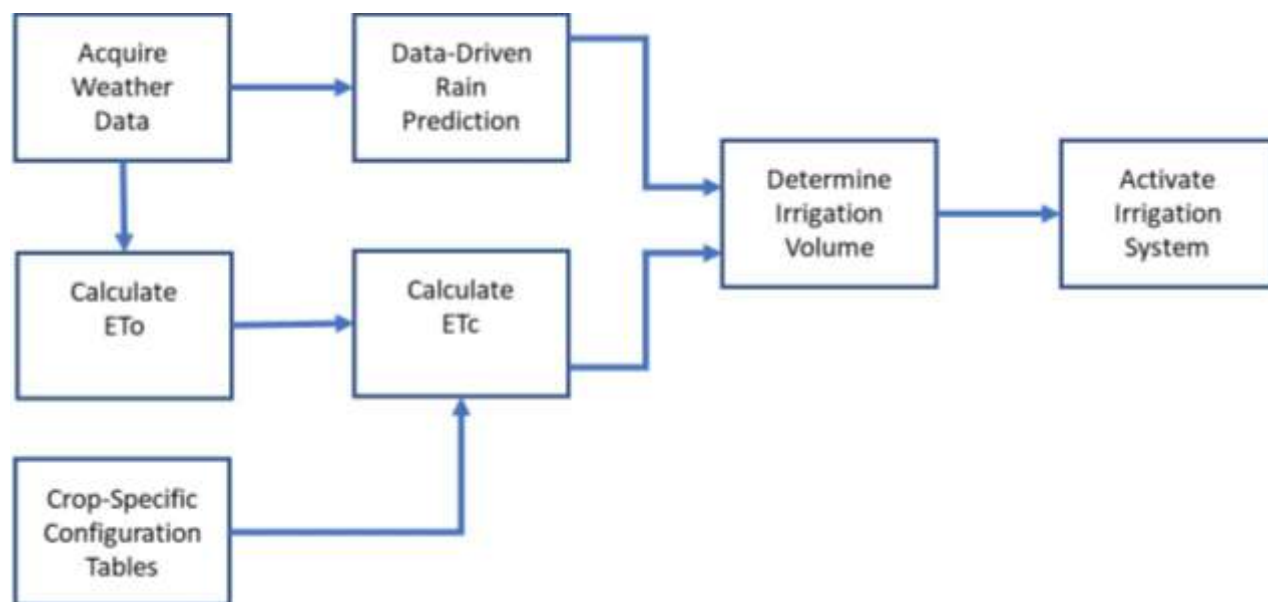 Acquire
Weather
Data
Data-Driven
Rain
Prediction
Determine
Irrigation
Volume
Activate
Irrigation
System
Calculate
ETo
Calculate
ETc
Crop-Specific
Configuration
Tables